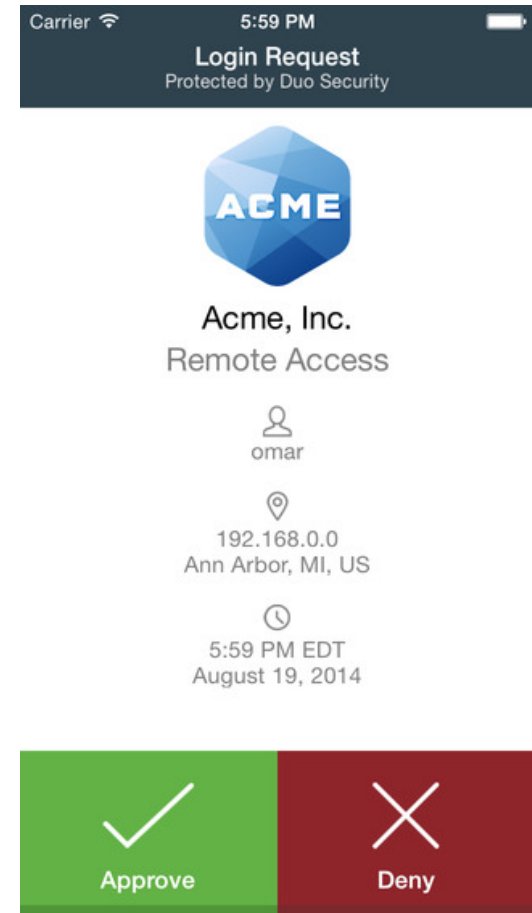 Carrier 5:59 PM
Login Request
Protected by Duo Security
ACME
Acme, Inc.
Remote Access
omar
192.168.0.0
Ann Arbor, MI, US
5:59 PM EDT
August 19, 2014
Approve Deny